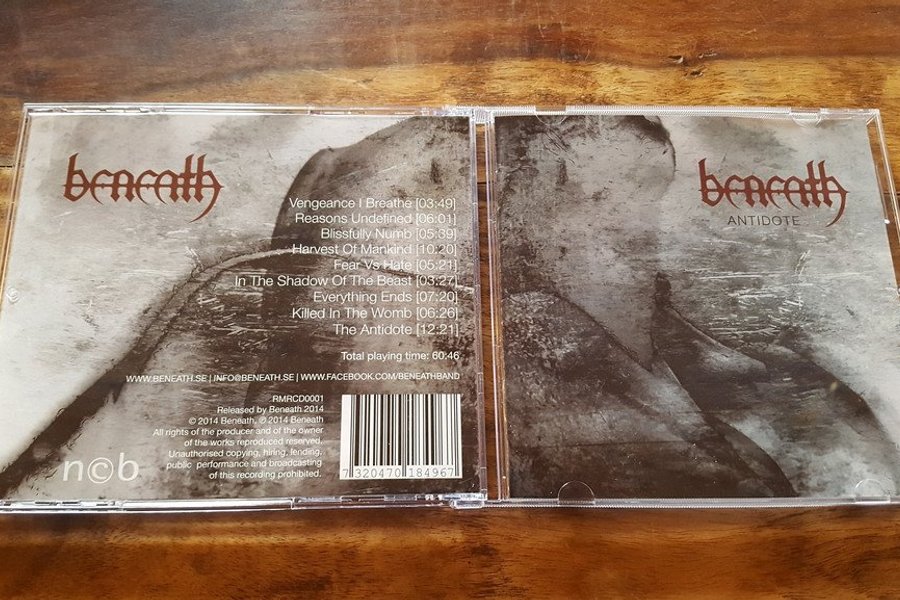 beneath
Vengeance I Breathe [03:49]
Reasons Undefined [06:01]
Blissfully Numb [05:39]
Harvest Of Mankind [10:20]
Fear Vs Hate [05:21]
In The Shadow Of The Beast [03:27]
Everything Ends [07:20]
Killed In The Womb [06:26]
The Antidote [12:21]
Total playing time: 60:46
WWW.BENEATH.SE | INFO@BENEATH.SE | WWW.FACEBOOK.COM/BENEATHBAND
RMRCD0001
Released by Beneath 2014
© 2014 Beneath, ℗ 2014 Beneath
All rights of the producer and of the owner
of the works reproduced reserved.
Unauthorised copying, hiring, lending,
public performance and broadcasting
of this recording prohibited.
n©b
7 320470 184967
beneath
ANTIDOTE